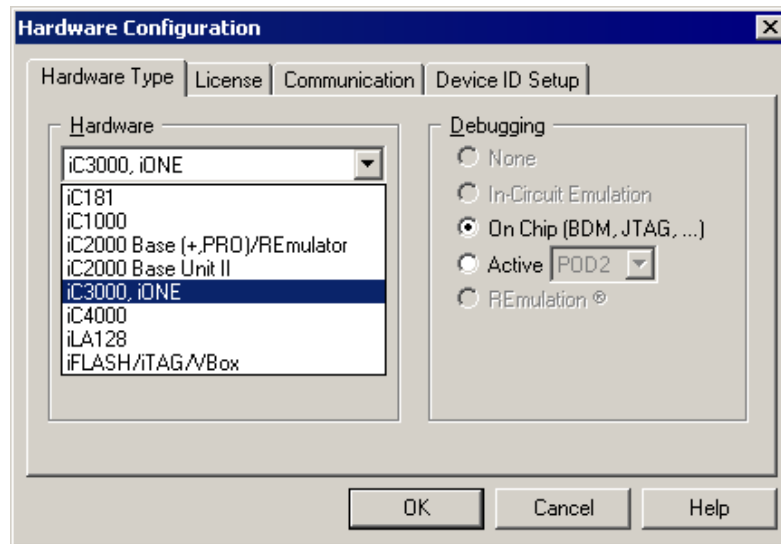 Hardware Configuration
Hardware Type License Communication Device ID Setup
Hardware
iC3000, iONE
iC181
iC1000
iC2000 Base (+,PRO)/REmulator
iC2000 Base Unit II
iC3000, iONE
iC4000
iLA128
iFLASH/iTAG/VBox
Debugging
None
In-Circuit Emulation
On Chip (BDM, JTAG, ...)
Active POD2
REmulation ®
OK Cancel Help